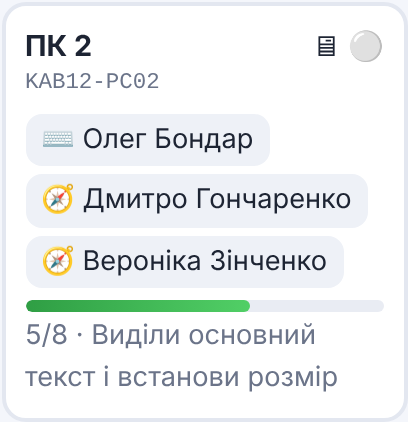 ПК 2
KAB12-PC02
Олег Бондар
Дмитро Гончаренко
Вероніка Зінченко
5/8 · Виділи основний
текст і встанови розмір